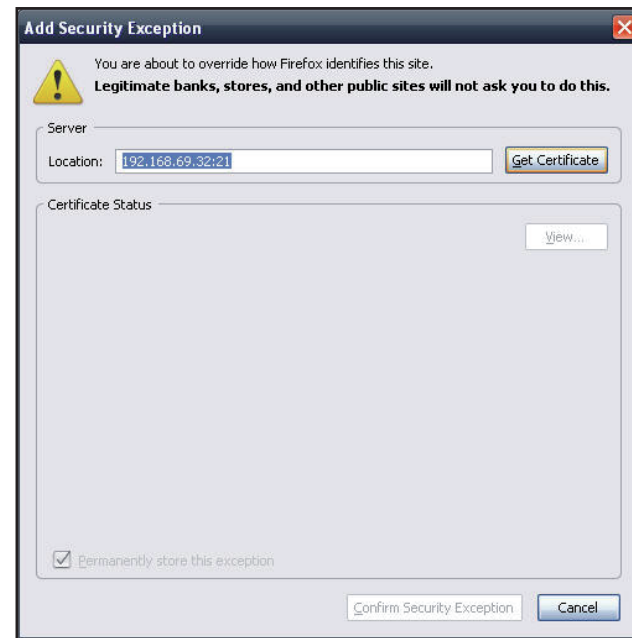 Add Security Exception
You are about to override how Firefox identifies this site.
Legitimate banks, stores, and other public sites will not ask you to do this.
Server
Location: 192.168.69.32:21 Get Certificate
Certificate Status
View...
Permanently store this exception
Confirm Security Exception Cancel